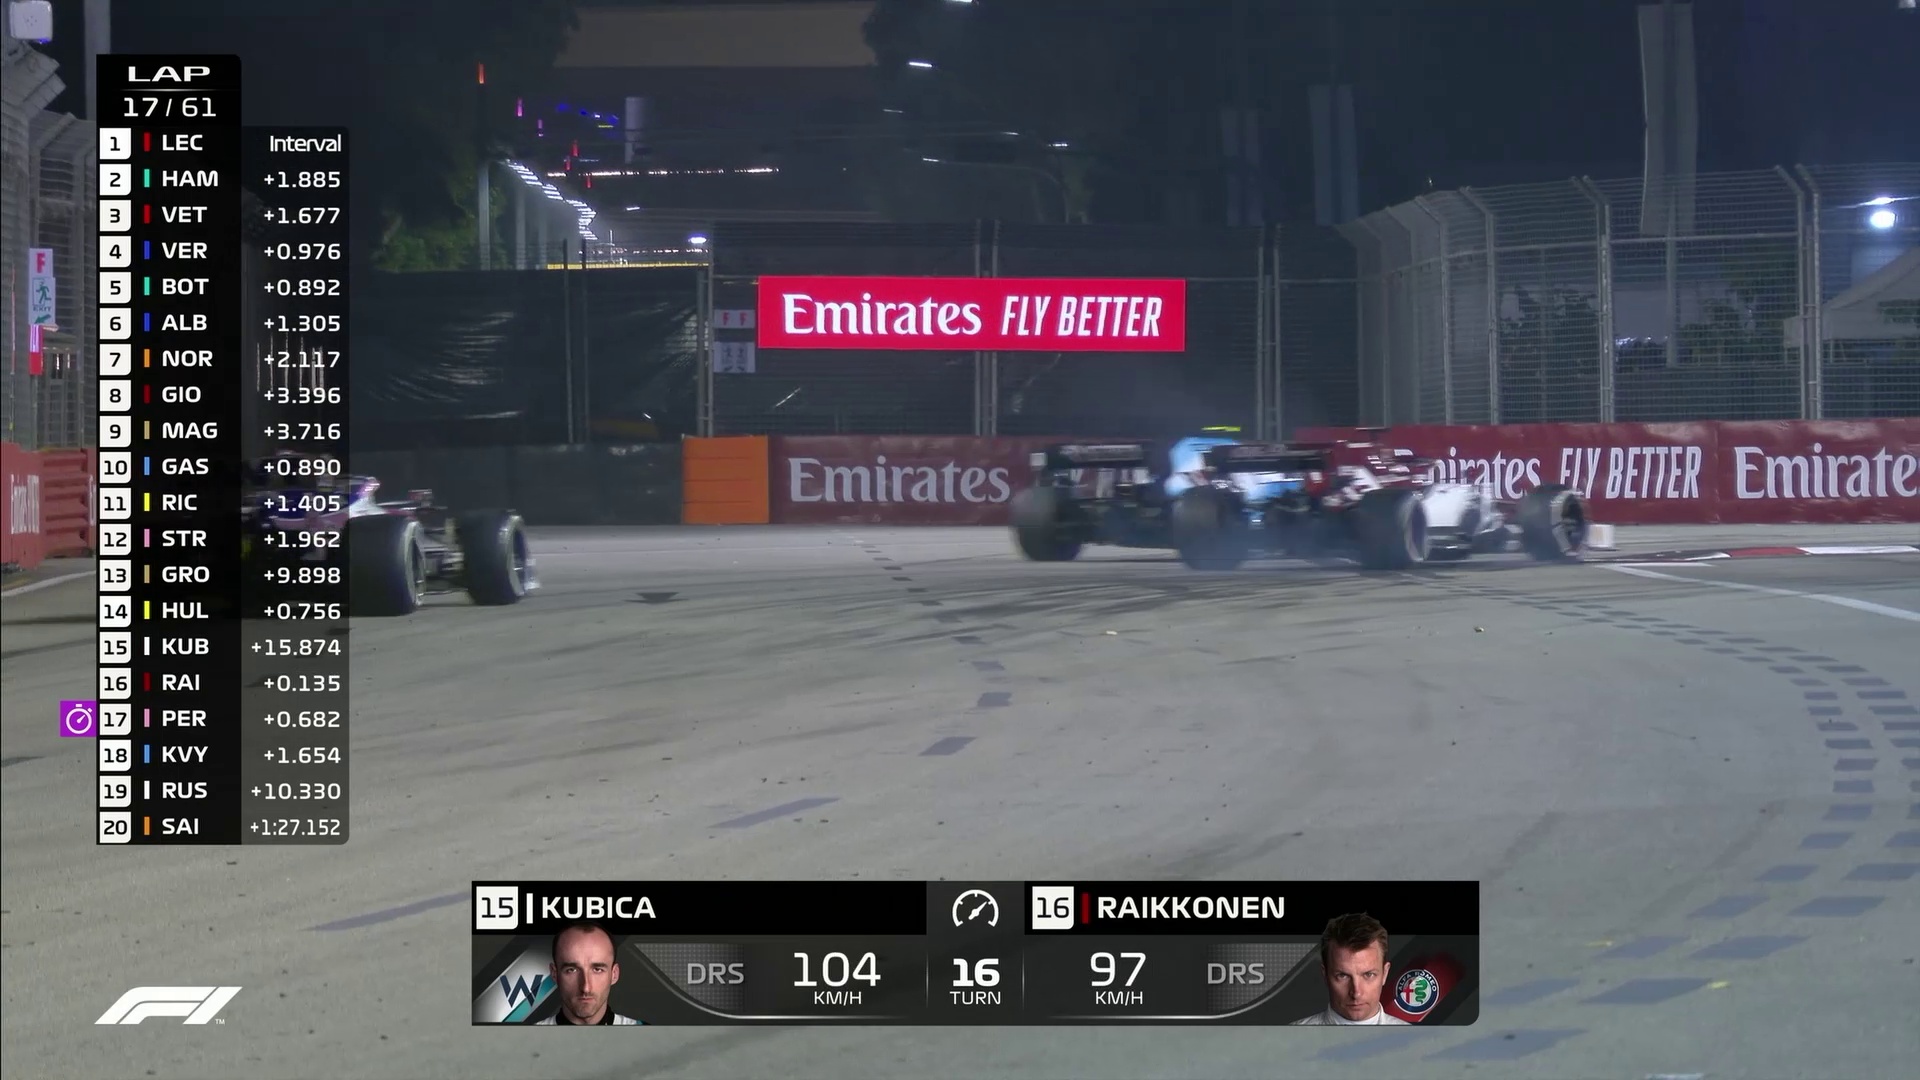 LAP
17/61
1 LEC Interval
2 HAM +1.885
3 VET +1.677
4 VER +0.976
5 BOT +0.892
6 ALB +1.305
7 NOR +2.117
8 GIO +3.396
9 MAG +3.716
10 GAS +0.890
11 RIC +1.405
12 STR +1.962
13 GRO +9.898
14 HUL +0.756
15 KUB +15.874
16 RAI +0.135
17 PER +0.682
18 KVY +1.654
19 RUS +10.330
20 SAI +1:27.152
F
EXIT
F F
Emirates FLY BETTER
Emirates
FLY BETTER
Emirates
15 KUBICA
16 RAIKKONEN
DRS 104 KM/H
16 TURN
97 KM/H DRS
W
ALFA ROMEO
F1